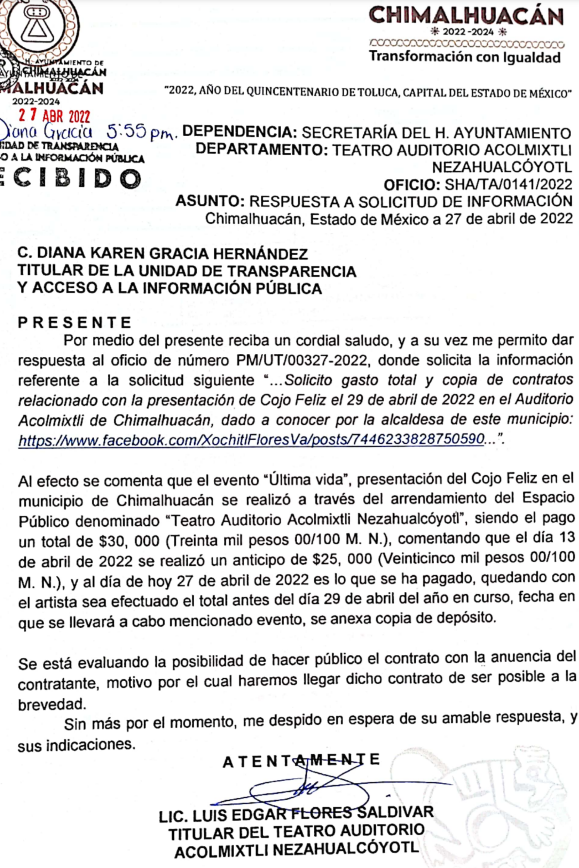 CHIMALHUACÁN
* 2022-2024 *
Transformación con Igualdad
H. AYUNTAMIENTO DE
CHIMALHUACÁN
MALHUACÁN
2022-2024
27 ABR 2022
Diana Gracia 5:55 pm.
IDAD DE TRANSPARENCIA
O A LA INFORMACIÓN PÚBLICA
ECIBIDO
"2022, AÑO DEL QUINCENTENARIO DE TOLUCA, CAPITAL DEL ESTADO DE MÉXICO"
DEPENDENCIA: SECRETARÍA DEL H. AYUNTAMIENTO
DEPARTAMENTO: TEATRO AUDITORIO ACOLMIXTLI
NEZAHUALCÓYOTL
OFICIO: SHA/TA/0141/2022
ASUNTO: RESPUESTA A SOLICITUD DE INFORMACIÓN
Chimalhuacán, Estado de México a 27 de abril de 2022
C. DIANA KAREN GRACIA HERNÁNDEZ
TITULAR DE LA UNIDAD DE TRANSPARENCIA
Y ACCESO A LA INFORMACIÓN PÚBLICA
P R E S E N T E
Por medio del presente reciba un cordial saludo, y a su vez me permito dar
respuesta al oficio de número PM/UT/00327-2022, donde solicita la información
referente a la solicitud siguiente "...Solicito gasto total y copia de contratos
relacionado con la presentación de Cojo Feliz el 29 de abril de 2022 en el Auditorio
Acolmixtli de Chimalhuacán, dado a conocer por la alcaldesa de este municipio:
https://www.facebook.com/XochitlFloresVa/posts/7446233828750590...".
Al efecto se comenta que el evento "Última vida", presentación del Cojo Feliz en el
municipio de Chimalhuacán se realizó a través del arrendamiento del Espacio
Público denominado "Teatro Auditorio Acolmixtli Nezahualcóyotl", siendo el pago
un total de $30, 000 (Treinta mil pesos 00/100 M. N.), comentando que el día 13
de abril de 2022 se realizó un anticipo de $25, 000 (Veinticinco mil pesos 00/100
M. N.), y al día de hoy 27 de abril de 2022 es lo que se ha pagado, quedando con
el artista sea efectuado el total antes del día 29 de abril del año en curso, fecha en
que se llevará a cabo mencionado evento, se anexa copia de depósito.
Se está evaluando la posibilidad de hacer público el contrato con la anuencia del
contratante, motivo por el cual haremos llegar dicho contrato de ser posible a la
brevedad.
Sin más por el momento, me despido en espera de su amable respuesta, y
sus indicaciones.
A T E N T A M E N T E
LIC. LUIS EDGAR FLORES SALDIVAR
TITULAR DEL TEATRO AUDITORIO
ACOLMIXTLI NEZAHUALCÓYOTL